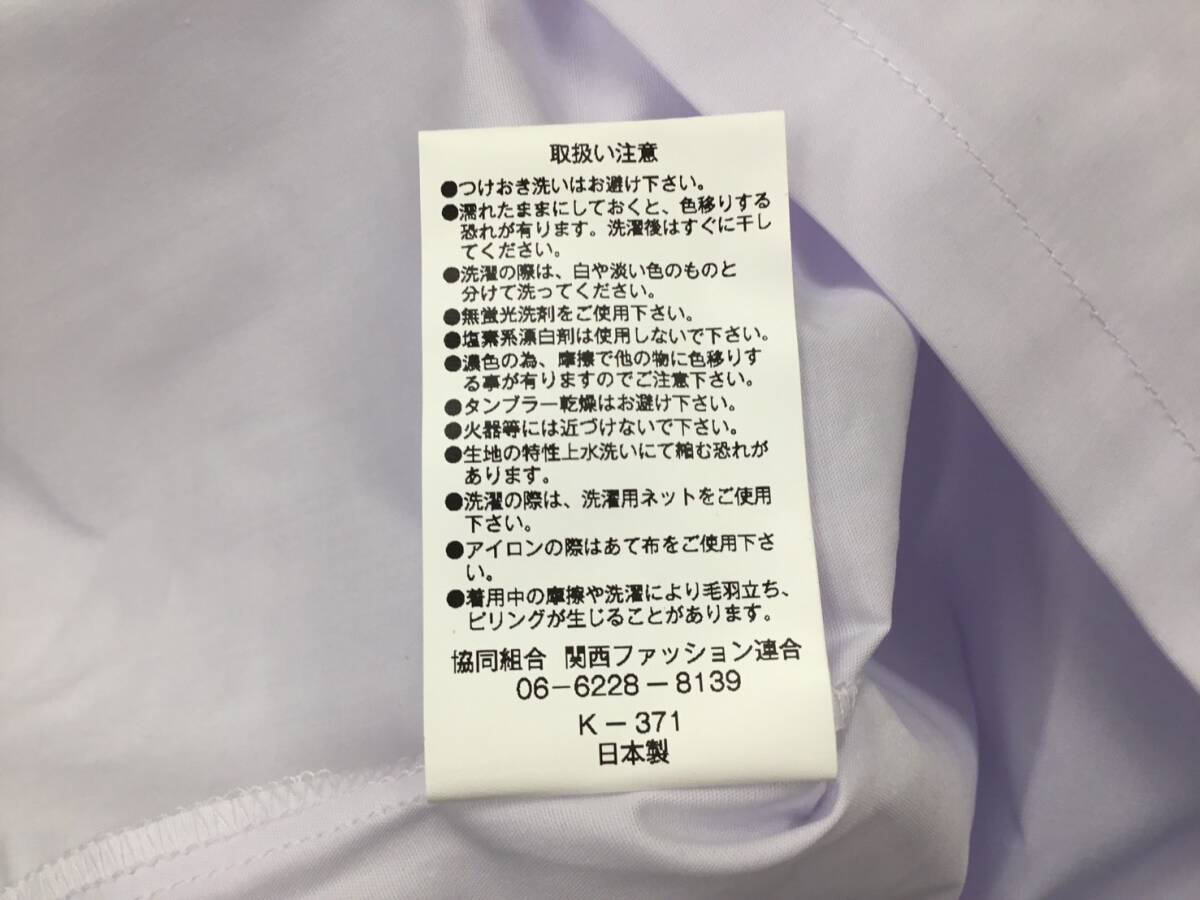 取扱い注意
●つけおき洗いはお避け下さい。
●濡れたままにしておくと、色移りする
恐れが有ります。洗濯後はすぐに干し
てください。
●洗濯の際は、白や淡い色のものと
分けて洗ってください。
●無蛍光洗剤をご使用下さい。
●塩素系漂白剤は使用しないで下さい。
●濃色の為、摩擦で他の物に色移りす
る事が有りますのでご注意下さい。
●タンブラー乾燥はお避け下さい。
●火器等には近づけないで下さい。
●生地の特性上水洗いにて縮む恐れが
あります。
●洗濯の際は、洗濯用ネットをご使用
下さい。
●アイロンの際はあて布をご使用下さ
い。
●着用中の摩擦や洗濯により毛羽立ち、
ピリングが生じることがあります。
協同組合 関西ファッション連合
06-6228-8139
K-371
日本製